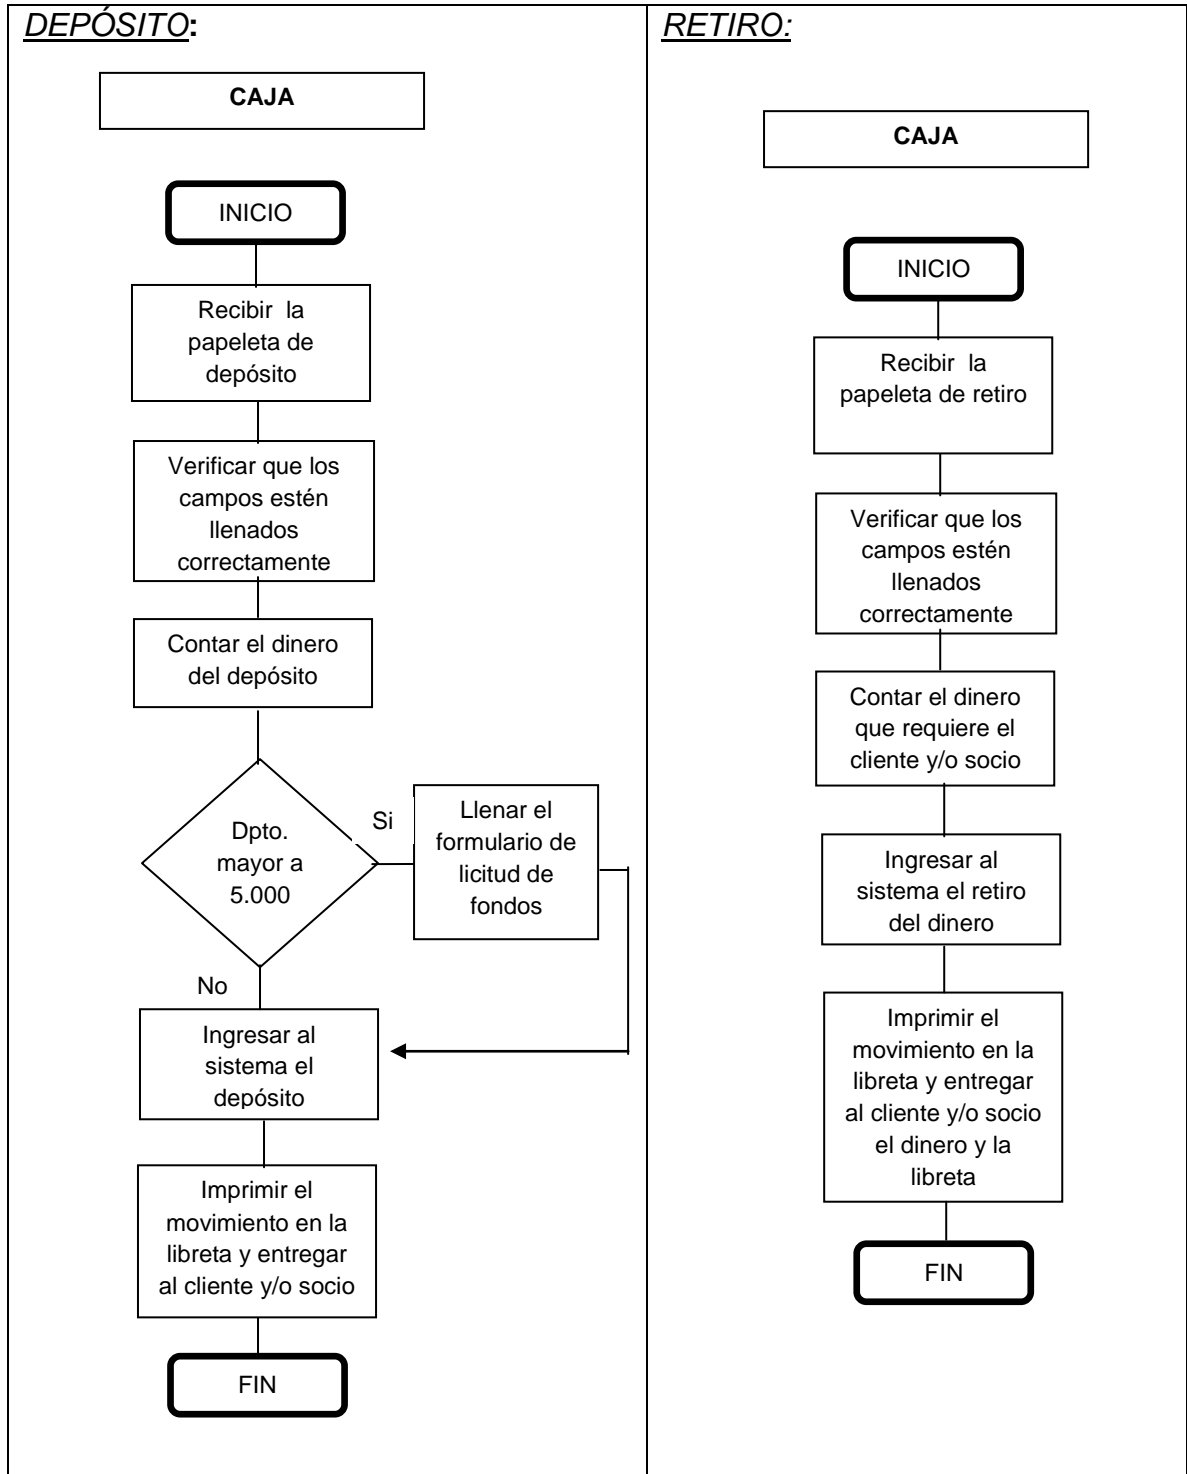 DEPÓSITO:
CAJA
INICIO
Recibir la
papeleta de
depósito
Verificar que los
campos estén
llenados
correctamente
Contar el dinero
del depósito
Dpto.
mayor a
5.000
Si
Llenar el
formulario de
licitud de
fondos
No
Ingresar al
sistema el
depósito
Imprimir el
movimiento en la
libreta y entregar
al cliente y/o socio
FIN
RETIRO:
CAJA
INICIO
Recibir la
papeleta de retiro
Verificar que los
campos estén
llenados
correctamente
Contar el dinero
que requiere el
cliente y/o socio
Ingresar al
sistema el retiro
del dinero
Imprimir el
movimiento en la
libreta y entregar
al cliente y/o socio
el dinero y la
libreta
FIN